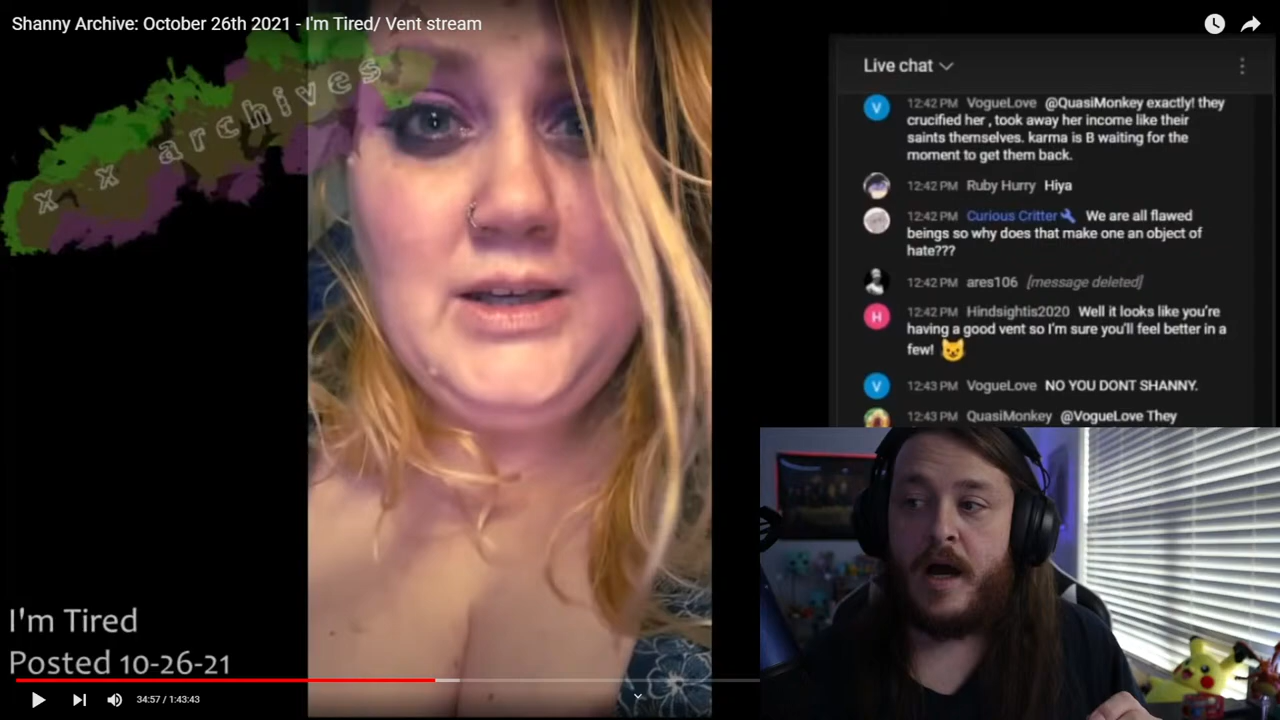 Shanny Archive: October 26th 2021 - I'm Tired/ Vent stream
x x archives
Live chat
12:42 PM VogueLove @QuasiMonkey exactly! they
crucified her , took away her income like their
saints themselves. karma is B waiting for the
moment to get them back.
12:42 PM Ruby Hurry Hiya
12:42 PM Curious Critter We are all flawed
beings so why does that make one an object of
hate???
12:42 PM ares106 [message deleted]
12:42 PM Hindsightis2020 Well it looks like you're
having a good vent so I'm sure you'll feel better in a
few!
12:43 PM VogueLove NO YOU DONT SHANNY.
12:43 PM QuasiMonkey @VogueLove They
V
H
V
I'm Tired
Posted 10-26-21
34:57 / 1:43:43